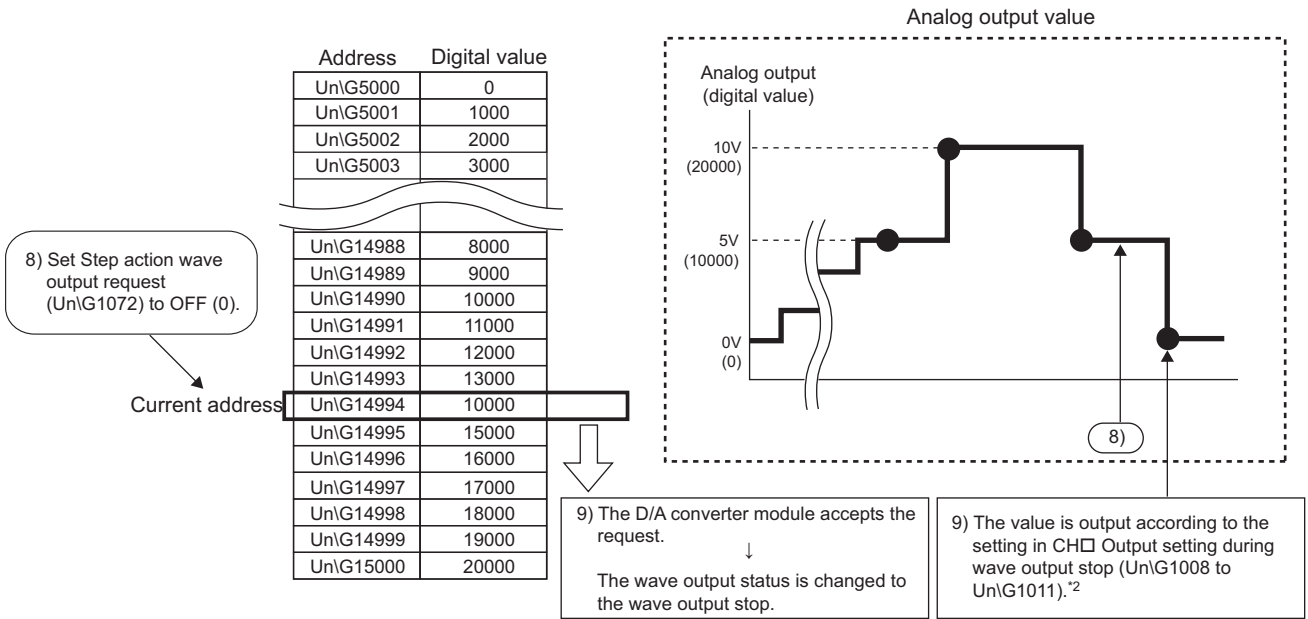 Analog output value
Address Digital value
Un\G5000 0
Un\G5001 1000
Un\G5002 2000
Un\G5003 3000
Un\G14988 8000
Un\G14989 9000
Un\G14990 10000
Un\G14991 11000
Un\G14992 12000
Un\G14993 13000
Current address Un\G14994 10000
Un\G14995 15000
Un\G14996 16000
Un\G14997 17000
Un\G14998 18000
Un\G14999 19000
Un\G15000 20000
8) Set Step action wave
output request
(Un\G1072) to OFF (0).
Analog output
(digital value)
10V
(20000)
5V
(10000)
0V
(0)
8)
9) The D/A converter module accepts the
request.
↓
The wave output status is changed to
the wave output stop.
9) The value is output according to the
setting in CH□ Output setting during
wave output stop (Un\G1008 to
Un\G1011).*2